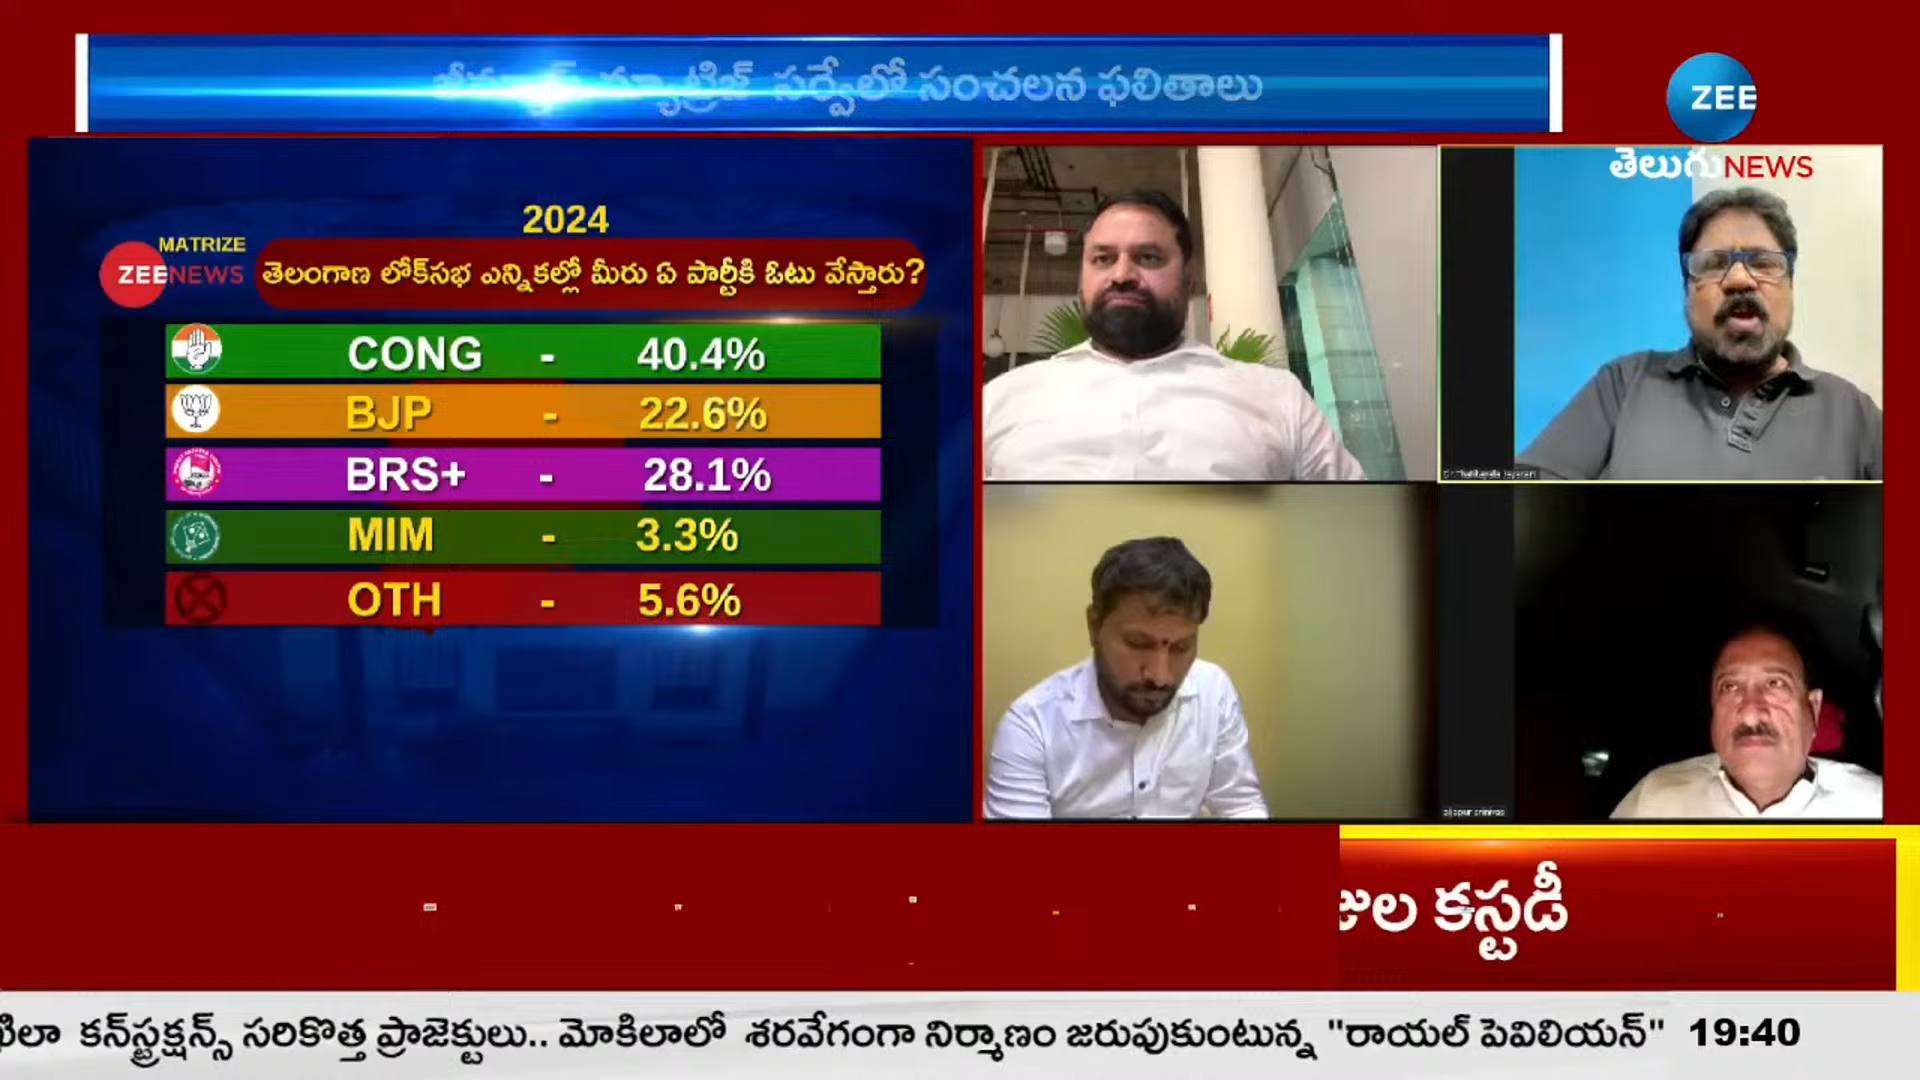 సర్వేలో సంచలన ఫలితాలు
ZEE
తెలుగు NEWS
2024
MATRIZE
ZEE NEWS
తెలంగాణ లోక్‌సభ ఎన్నికల్లో మీరు ఏ పార్టీకి ఓటు వేస్తారు?
CONG - 40.4%
BJP - 22.6%
BRS+ - 28.1%
MIM - 3.3%
OTH - 5.6%
కస్టడీ
కన్‌స్ట్రక్షన్స్ సరికొత్త ప్రాజెక్టులు.. మోకిలాలో శరవేగంగా నిర్మాణం జరుపుకుంటున్న "రాయల్ పెవిలియన్" 19:40